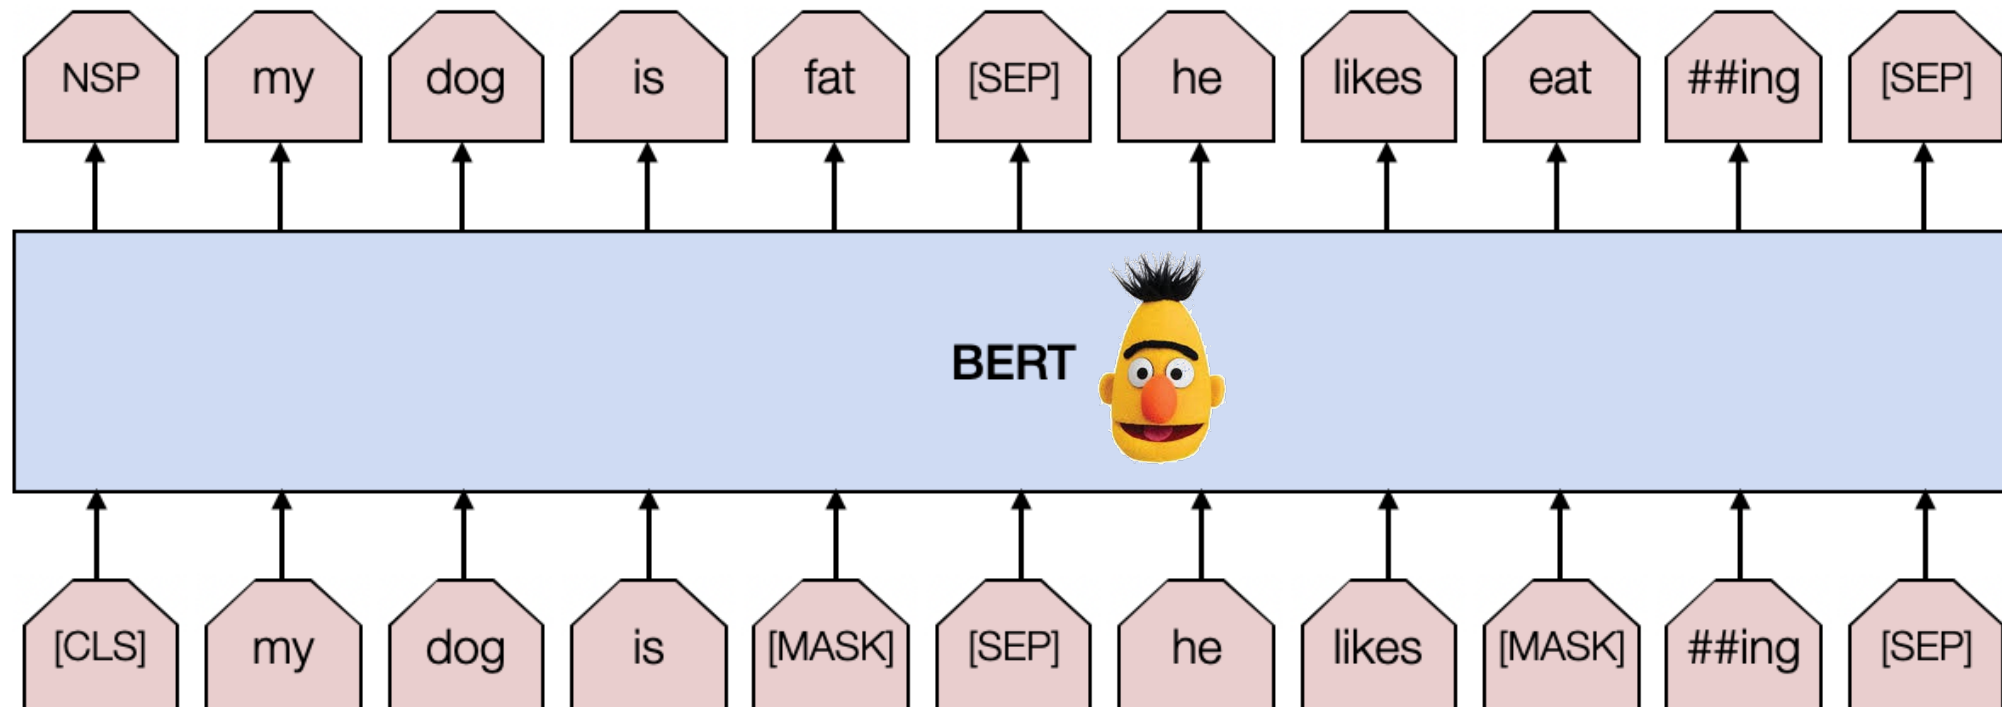 NSP my dog is fat [SEP] he likes eat ##ing [SEP]
BERT
[CLS] my dog is [MASK] [SEP] he likes [MASK] ##ing [SEP]